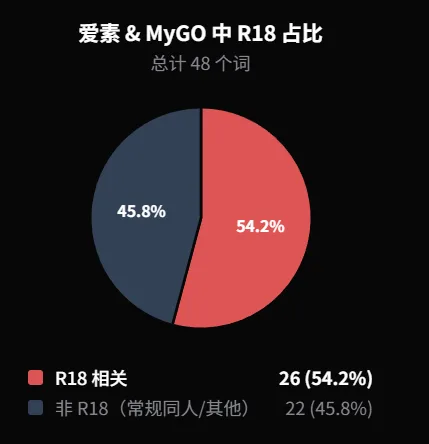 爱素 & MyGO 中 R18 占比
总计 48 个词
45.8%
54.2%
R18 相关 26 (54.2%)
非 R18（常规同人/其他） 22 (45.8%)